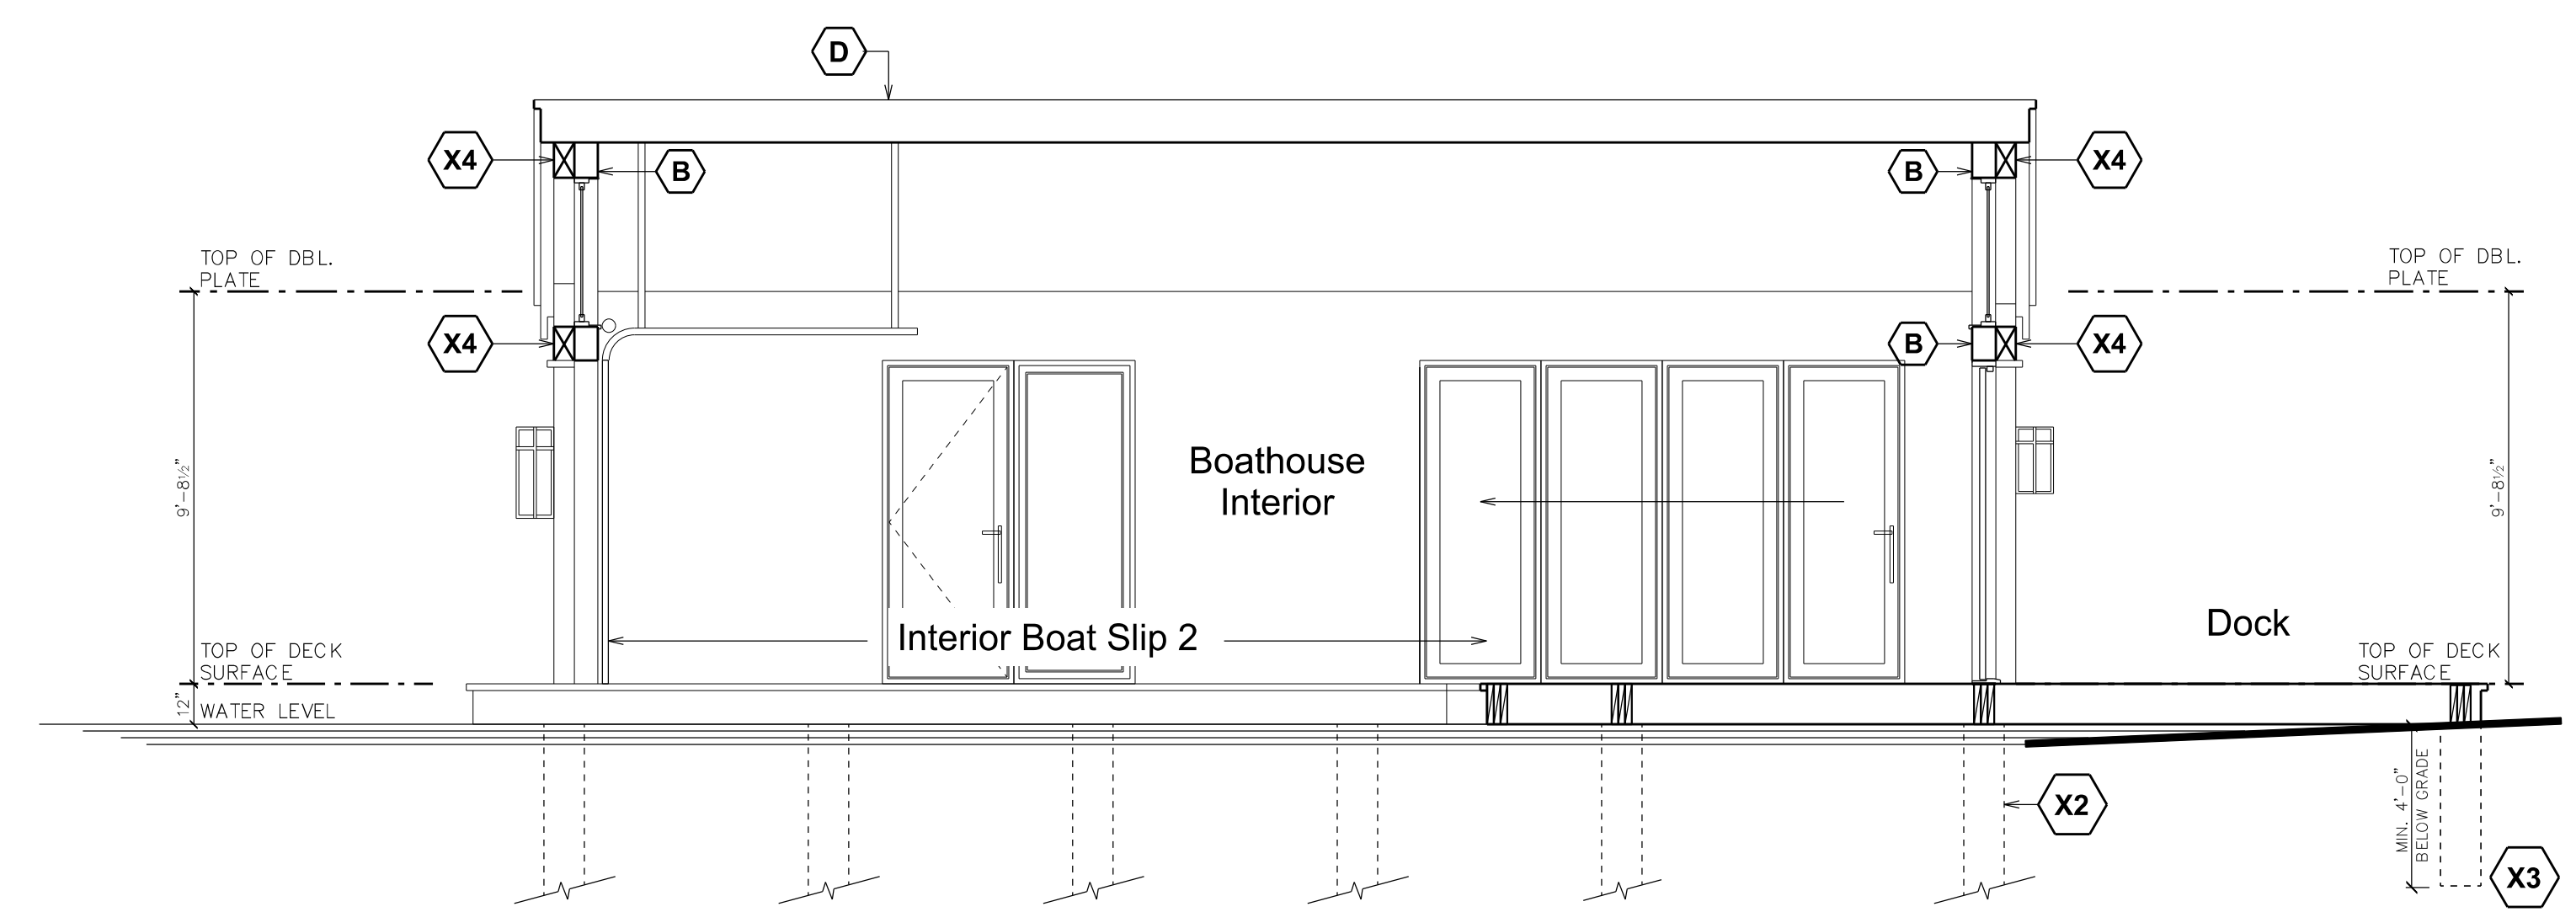 D
X4
B
B
X4
TOP OF DBL.
PLATE
TOP OF DBL.
PLATE
X4
B
X4
9'-8½"
Boathouse
Interior
9'-8½"
Interior Boat Slip 2
Dock
TOP OF DECK
SURFACE
TOP OF DECK
SURFACE
12"
WATER LEVEL
X2
MIN. 4'-0"
BELOW GRADE
X3